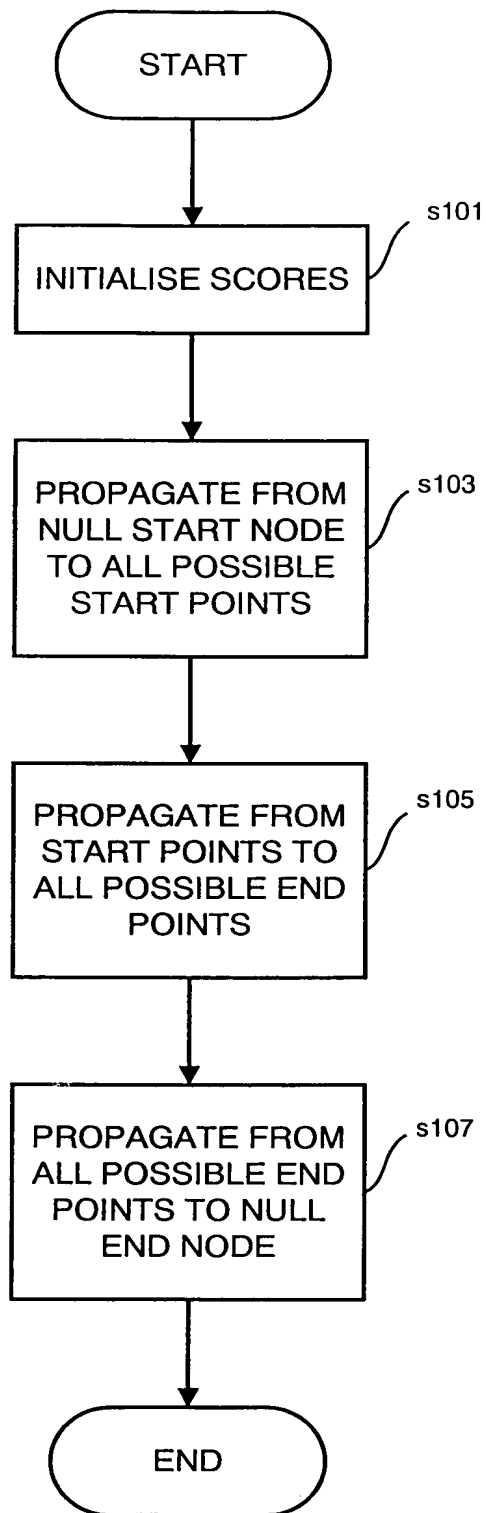 START
s101
INITIALISE SCORES
s103
PROPAGATE FROM
NULL START NODE
TO ALL POSSIBLE
START POINTS
s105
PROPAGATE FROM
START POINTS TO
ALL POSSIBLE END
POINTS
s107
PROPAGATE FROM
ALL POSSIBLE END
POINTS TO NULL
END NODE
END